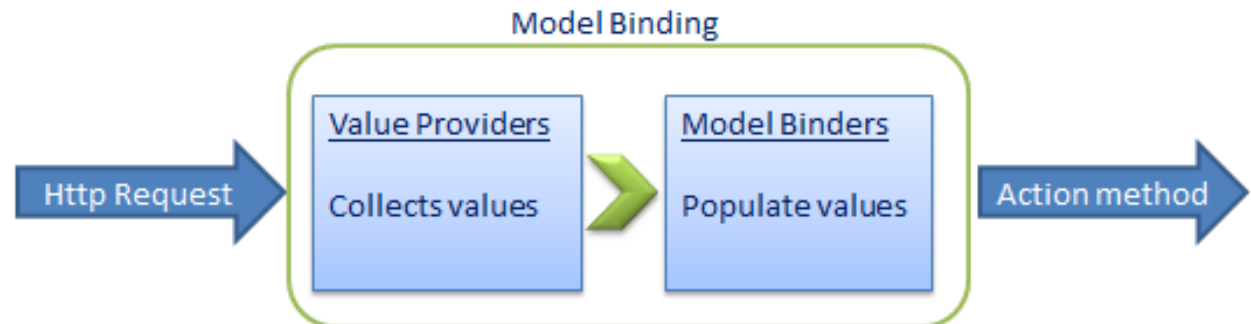 Model Binding
Http Request
Value Providers
Collects values
Model Binders
Populate values
Action method